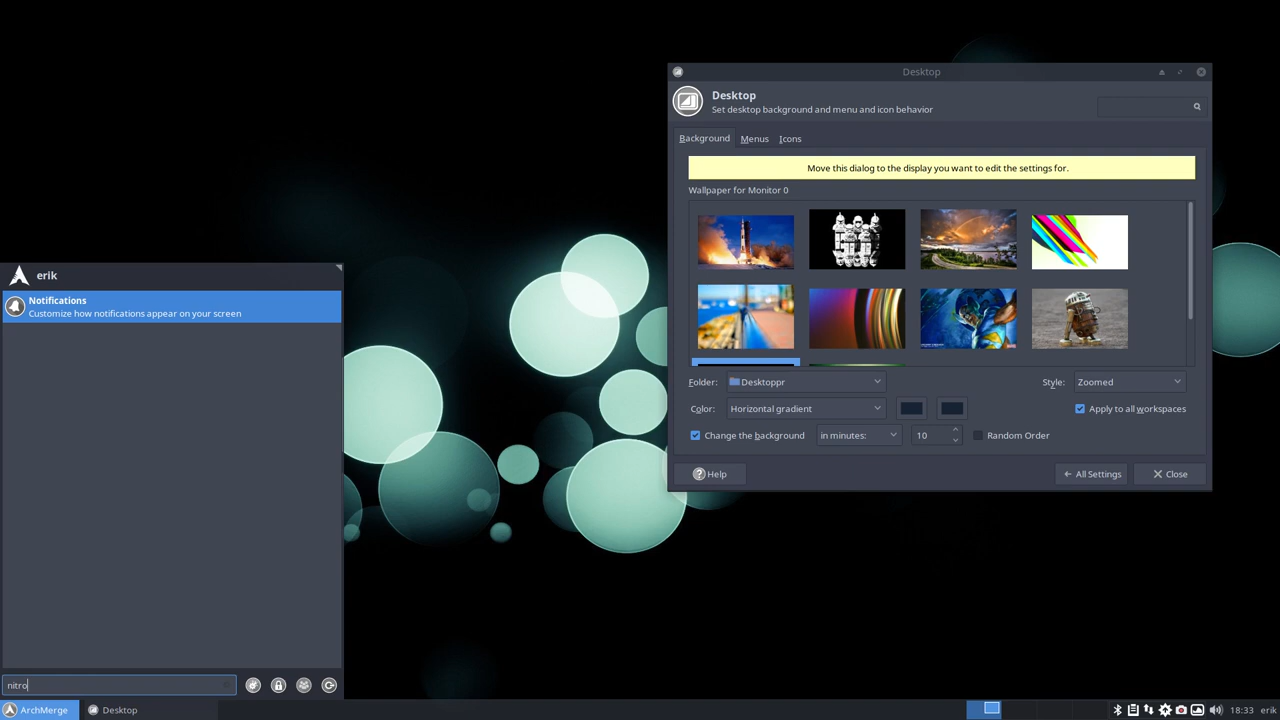 Desktop
Desktop
Set desktop background and menu and icon behavior
Background Menus Icons
Move this dialog to the display you want to edit the settings for.
Wallpaper for Monitor 0
Folder: Desktoppr Style: Zoomed
Color: Horizontal gradient Apply to all workspaces
Change the background in minutes: 10 Random Order
Help All Settings Close
erik
Notifications
Customize how notifications appear on your screen
nitro
ArchMerge Desktop 18:33 erik